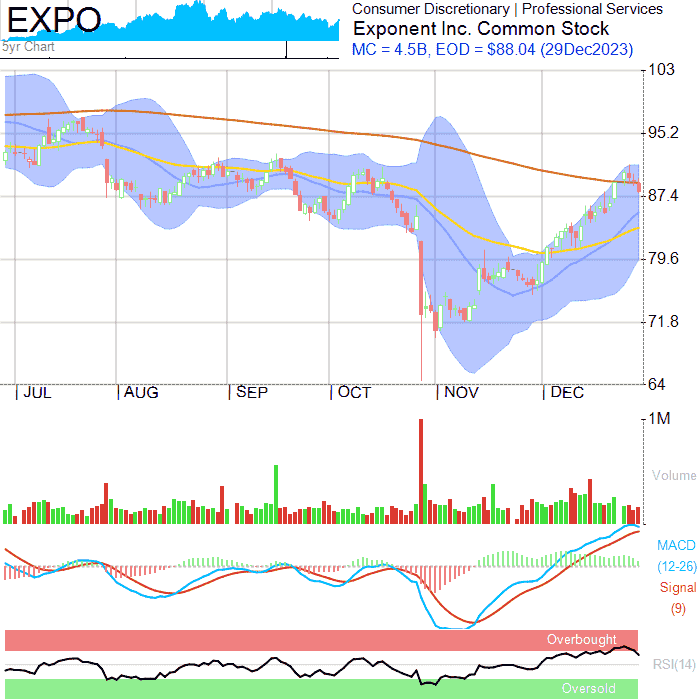 EXPO
5yr Chart
Consumer Discretionary | Professional Services
Exponent Inc. Common Stock
MC = 4.5B, EOD = $88.04 (29Dec2023)
103
95.2
87.4
79.6
71.8
64
| JUL | AUG | SEP | OCT | NOV | DEC
1M
Volume
MACD
(12-26)
Signal
(9)
Overbought
RSI(14)
Oversold